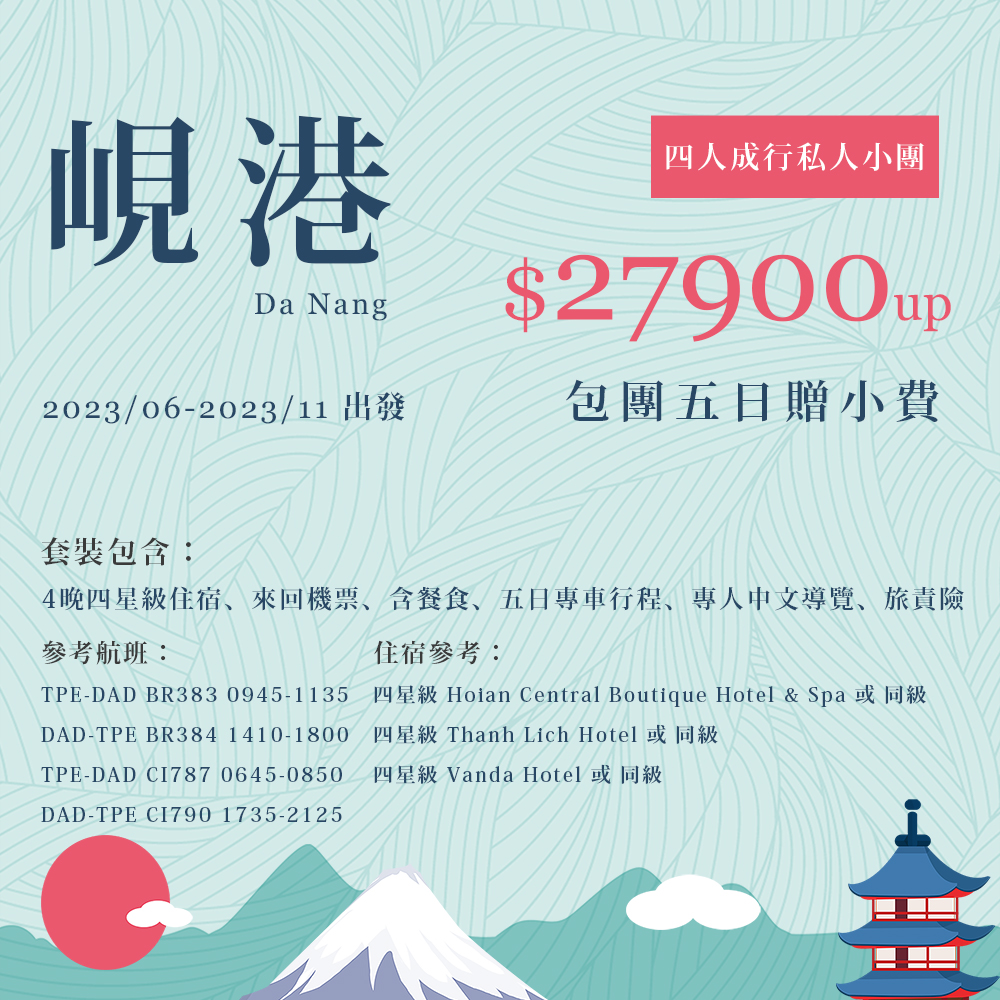 峴港
Da Nang
四人成行私人小團
$27900up
2023/06-2023/11 出發
包團五日贈小費
套裝包含：
4晚四星級住宿、來回機票、含餐食、五日專車行程、專人中文導覽、旅責險
參考航班：
TPE-DAD BR383 0945-1135
DAD-TPE BR384 1410-1800
TPE-DAD CI787 0645-0850
DAD-TPE CI790 1735-2125
住宿參考：
四星級 Hoian Central Boutique Hotel & Spa 或 同級
四星級 Thanh Lich Hotel 或 同級
四星級 Vanda Hotel 或 同級